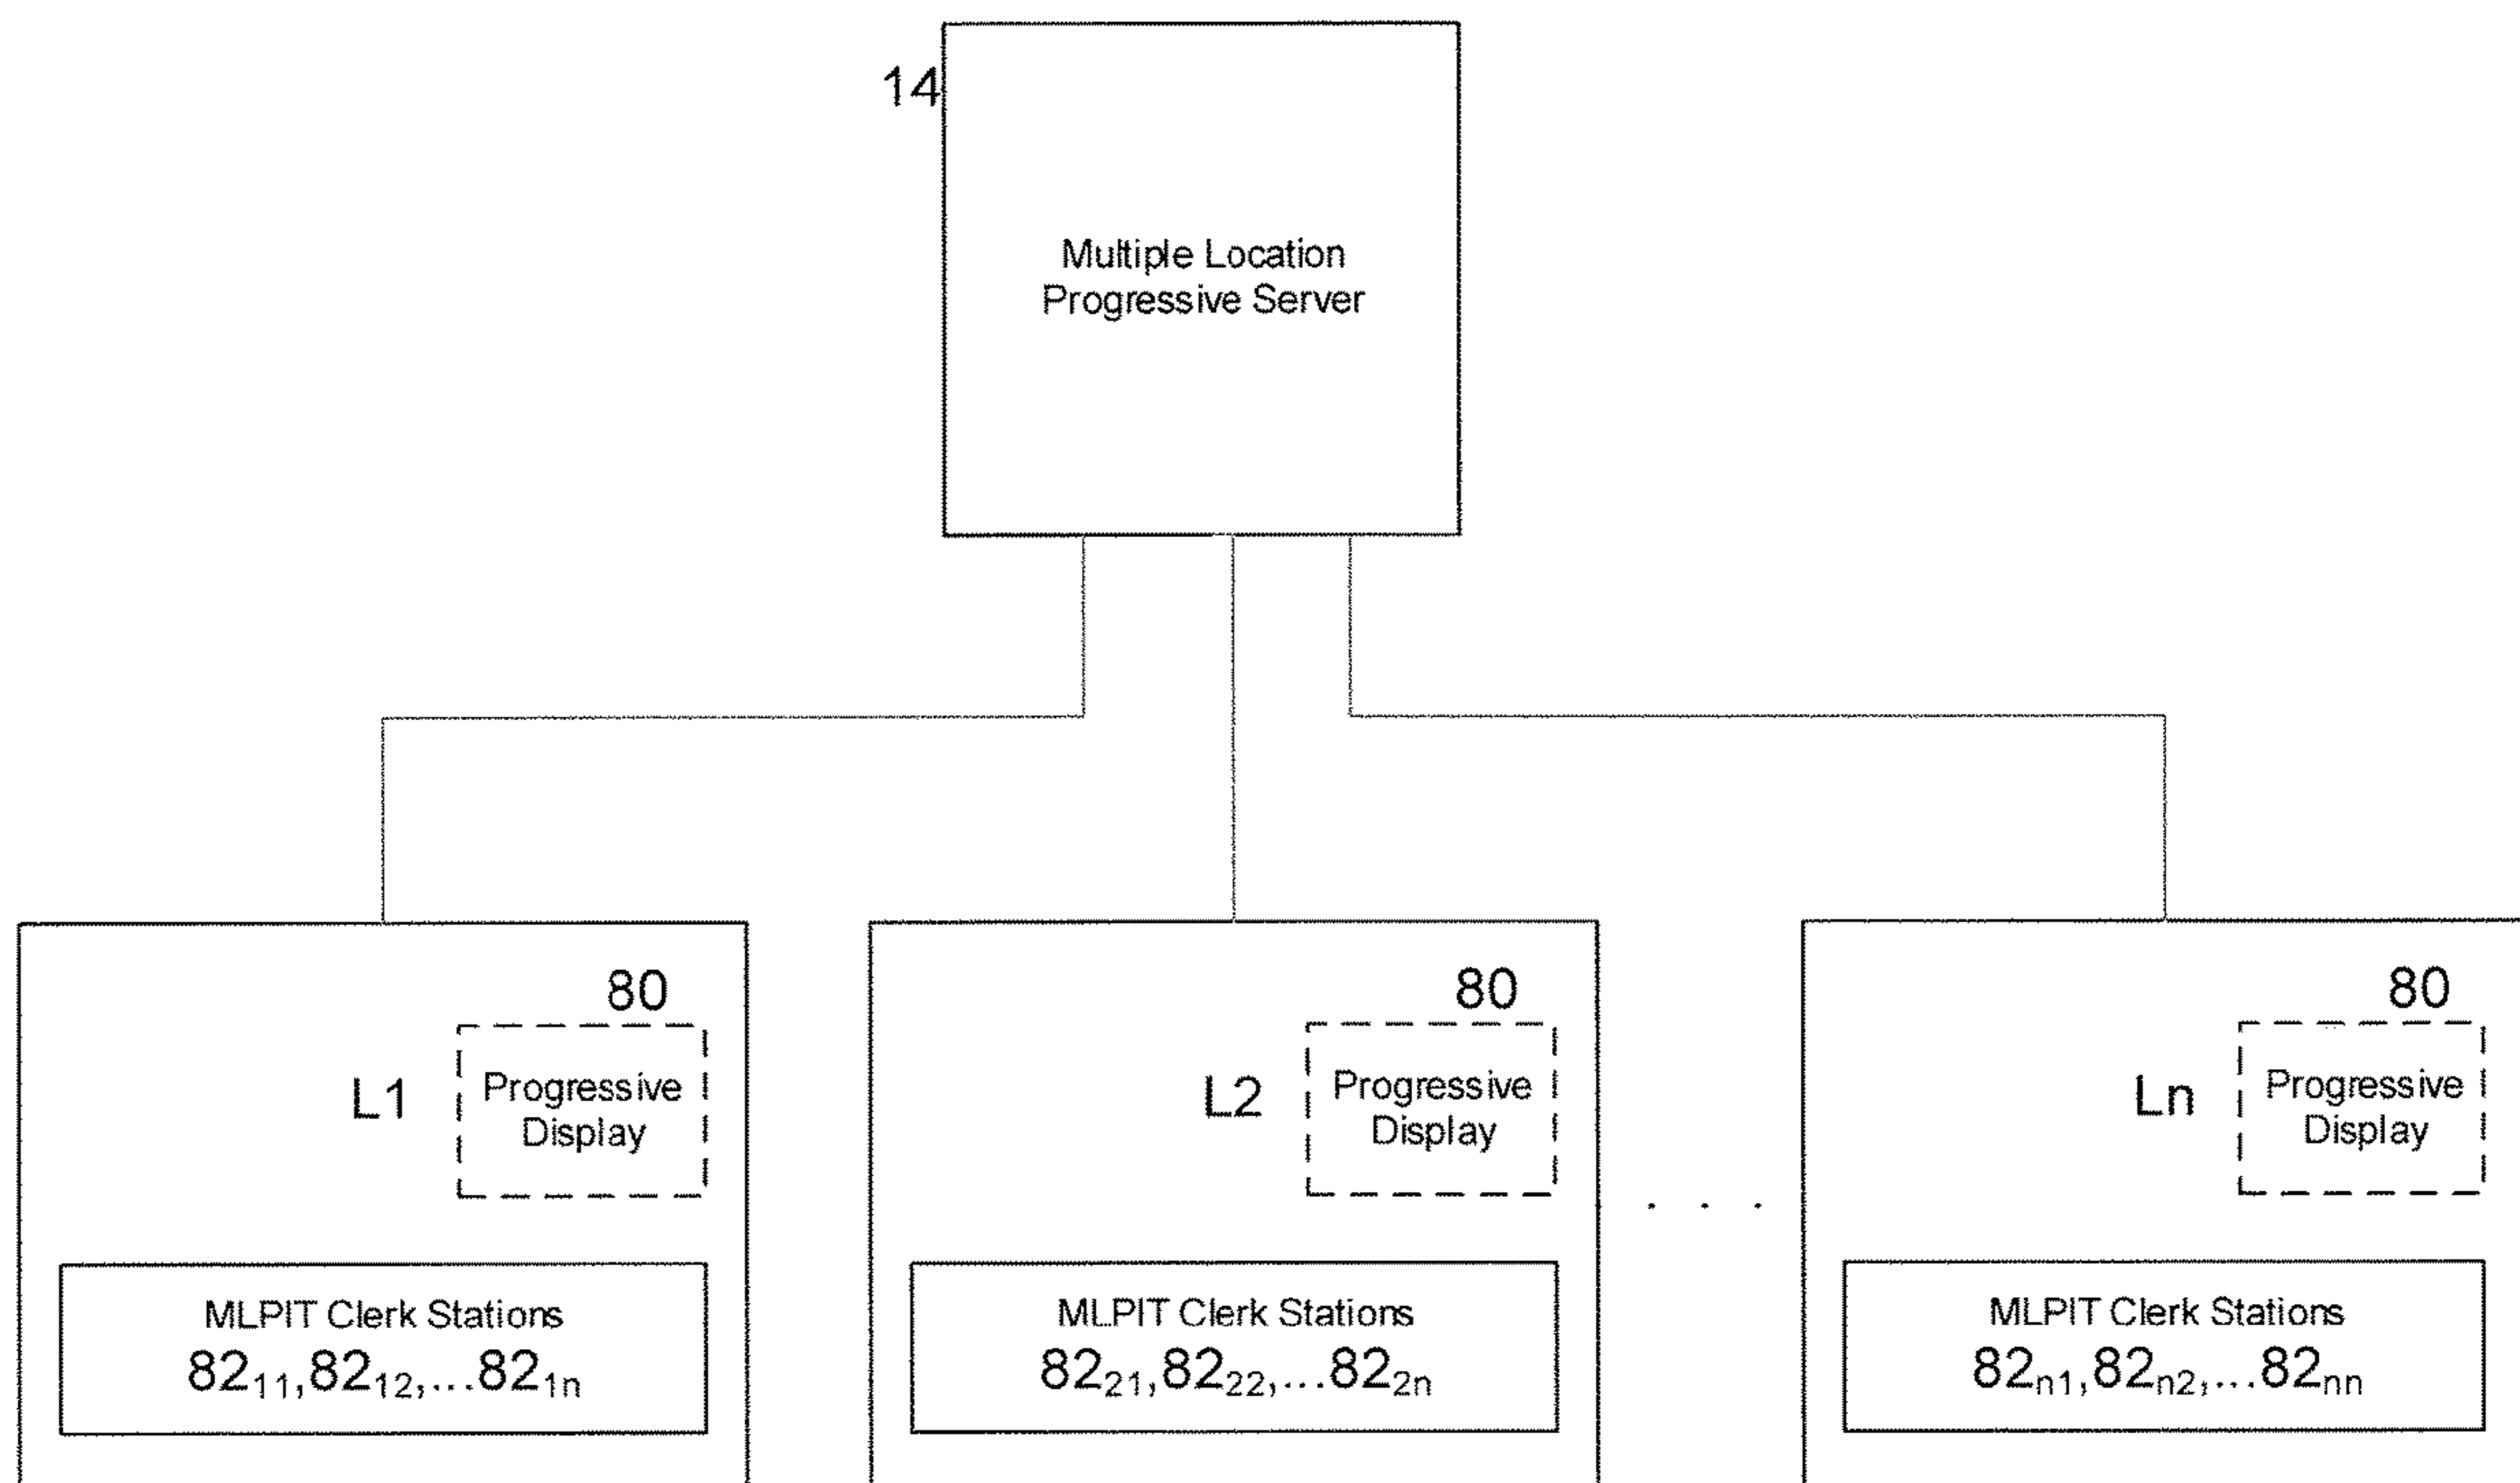 14
Multiple Location
Progressive Server
80
L1
Progressive
Display
MLPIT Clerk Stations
82₁₁,82₁₂,...82₁ₙ
80
L2
Progressive
Display
MLPIT Clerk Stations
82₂₁,82₂₂,...82₂ₙ
. . .
80
Ln
Progressive
Display
MLPIT Clerk Stations
82ₙ₁,82ₙ₂,...82ₙₙ